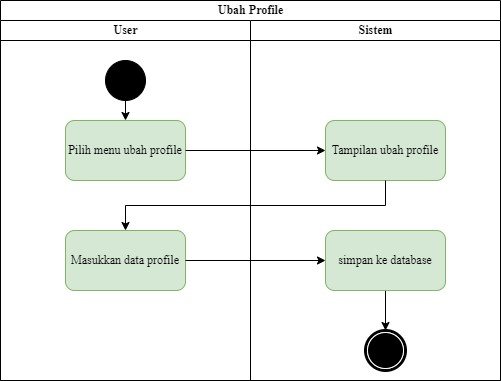 Ubah Profile
User
Sistem
Pilih menu ubah profile
Tampilan ubah profile
Masukkan data profile
simpan ke database